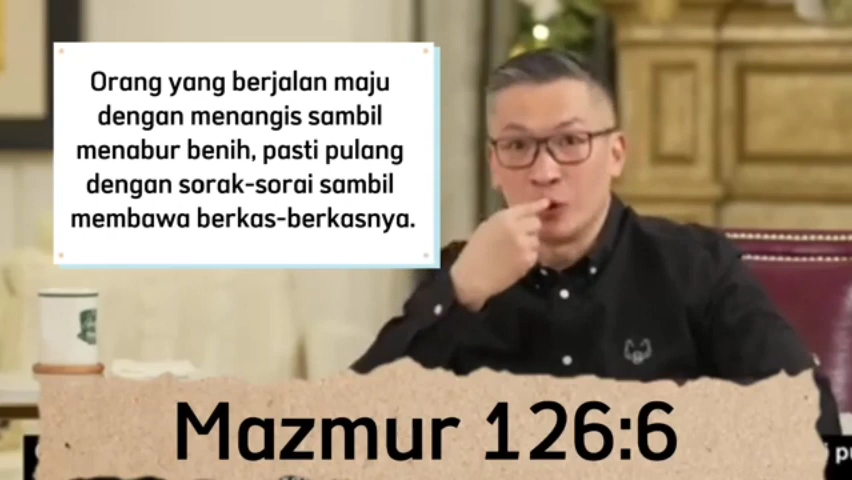 Orang yang berjalan maju
dengan menangis sambil
menabur benih, pasti pulang
dengan sorak-sorai sambil
membawa berkas-berkasnya.
Mazmur 126:6